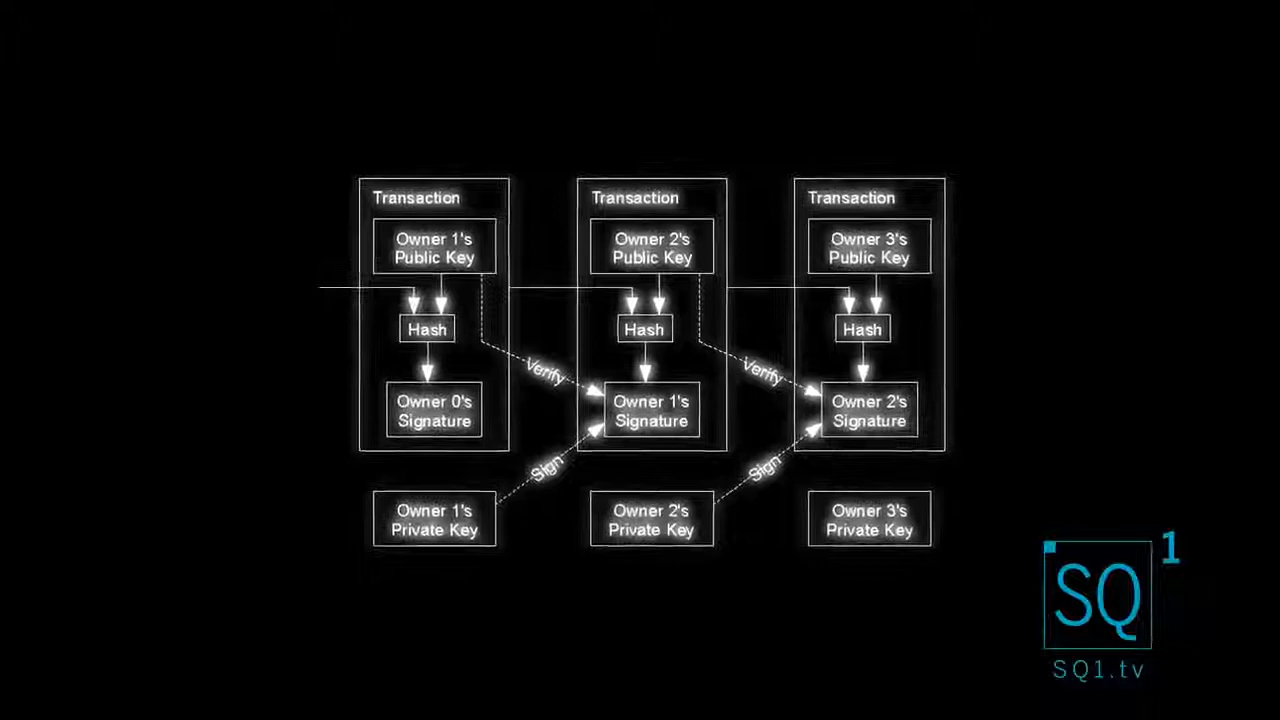 Transaction
Owner 1's
Public Key
Hash
Owner 0's
Signature
Verify
Sign
Owner 1's
Private Key
Transaction
Owner 2's
Public Key
Hash
Owner 1's
Signature
Verify
Sign
Owner 2's
Private Key
Transaction
Owner 3's
Public Key
Hash
Owner 2's
Signature
Owner 3's
Private Key
SQ 1
SQ1.tv